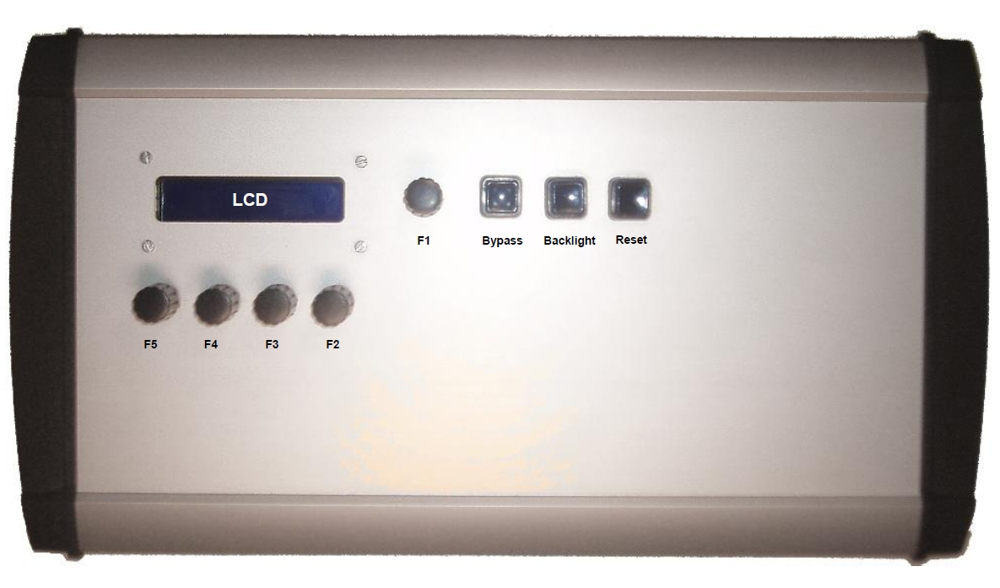 LCD
F1
Bypass
Backlight
Reset
F5
F4
F3
F2